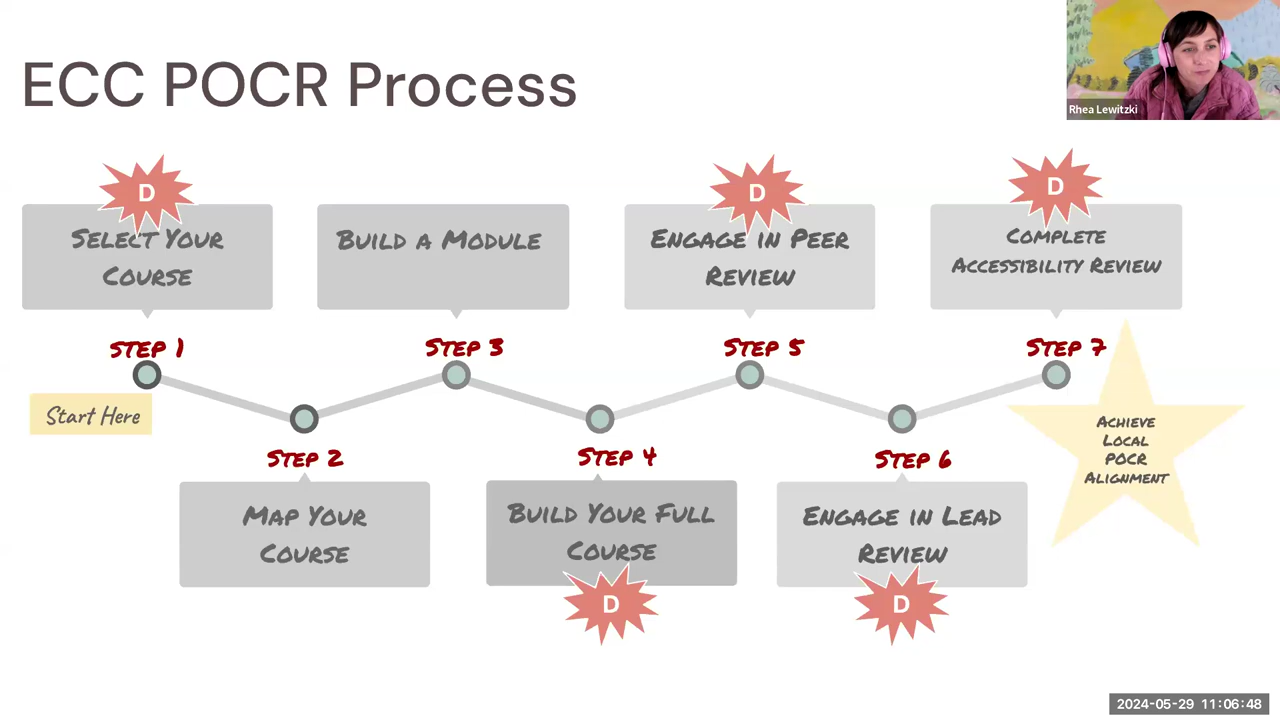 ECC POCR Process
Rhea Lewitzki
D
SELECT YOUR
COURSE
BUILD A MODULE
D
ENGAGE IN PEER
REVIEW
D
COMPLETE
ACCESSIBILITY REVIEW
STEP 1
STEP 3
STEP 5
STEP 7
Start Here
STEP 2
STEP 4
STEP 6
ACHIEVE
LOCAL
POCR
ALIGNMENT
MAP YOUR
COURSE
BUILD YOUR FULL
COURSE
D
ENGAGE IN LEAD
REVIEW
D
2024-05-29 11:06:48